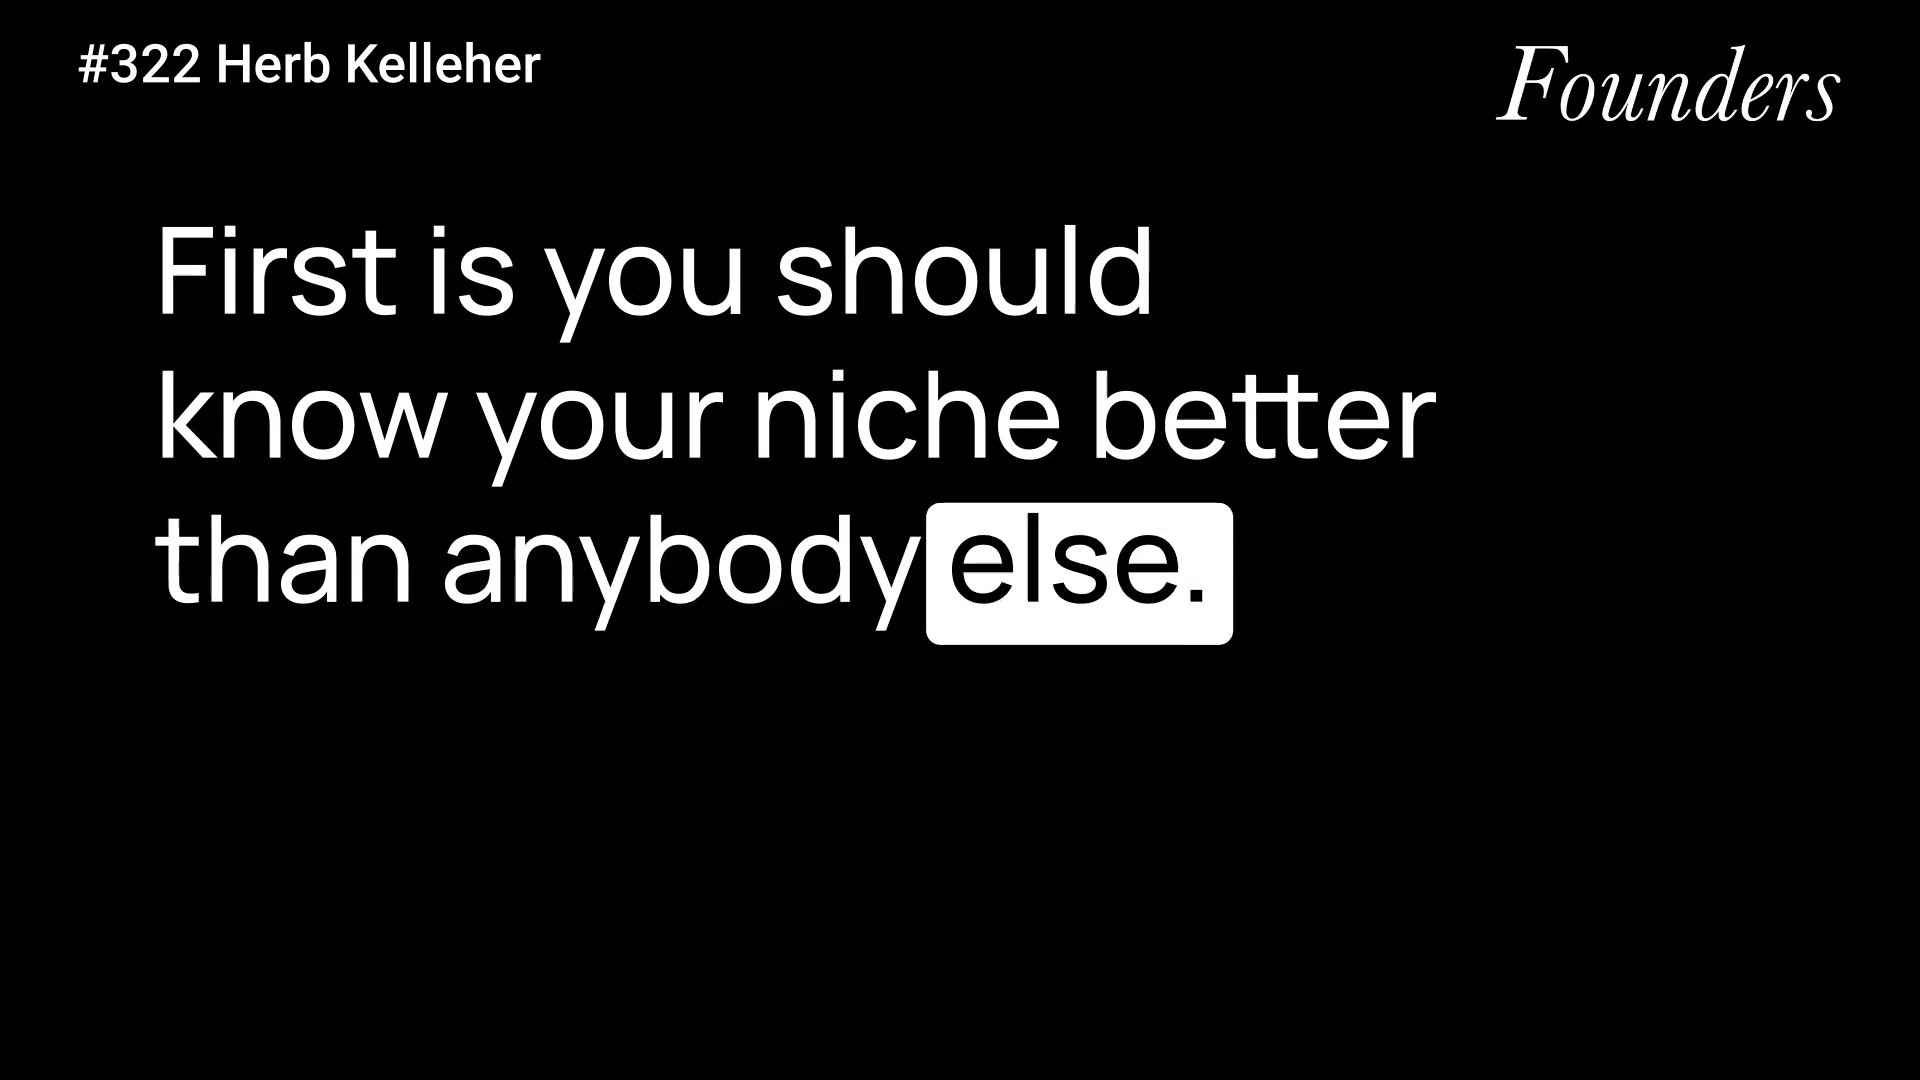 #322 Herb Kelleher
Founders
First is you should
know your niche better
than anybody else.